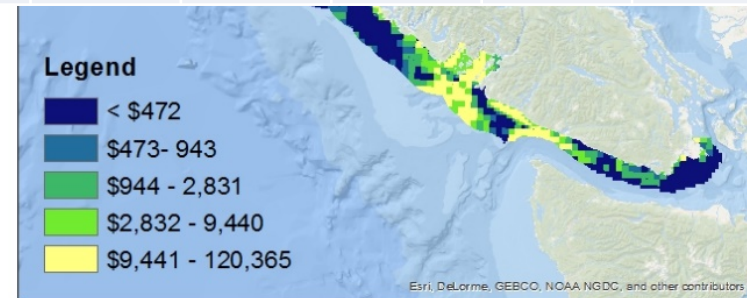 Legend
< $472
$473- 943
$944 - 2,831
$2,832 - 9,440
$9,441 - 120,365
Esri, DeLorme, GEBCO, NOAA NGDC, and other contributors